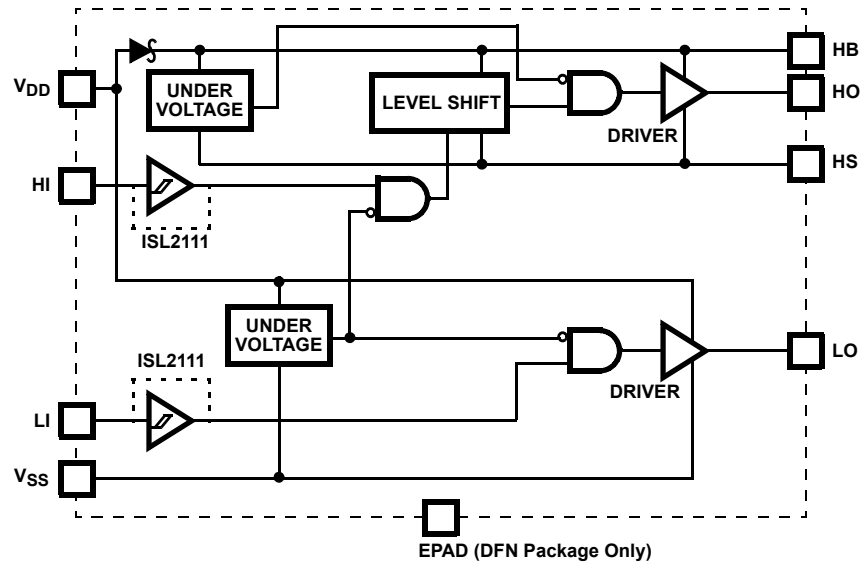 HB
VDD
UNDER
VOLTAGE
LEVEL SHIFT
HO
DRIVER
HS
HI
ISL2111
UNDER
VOLTAGE
LO
ISL2111
DRIVER
LI
VSS
EPAD (DFN Package Only)